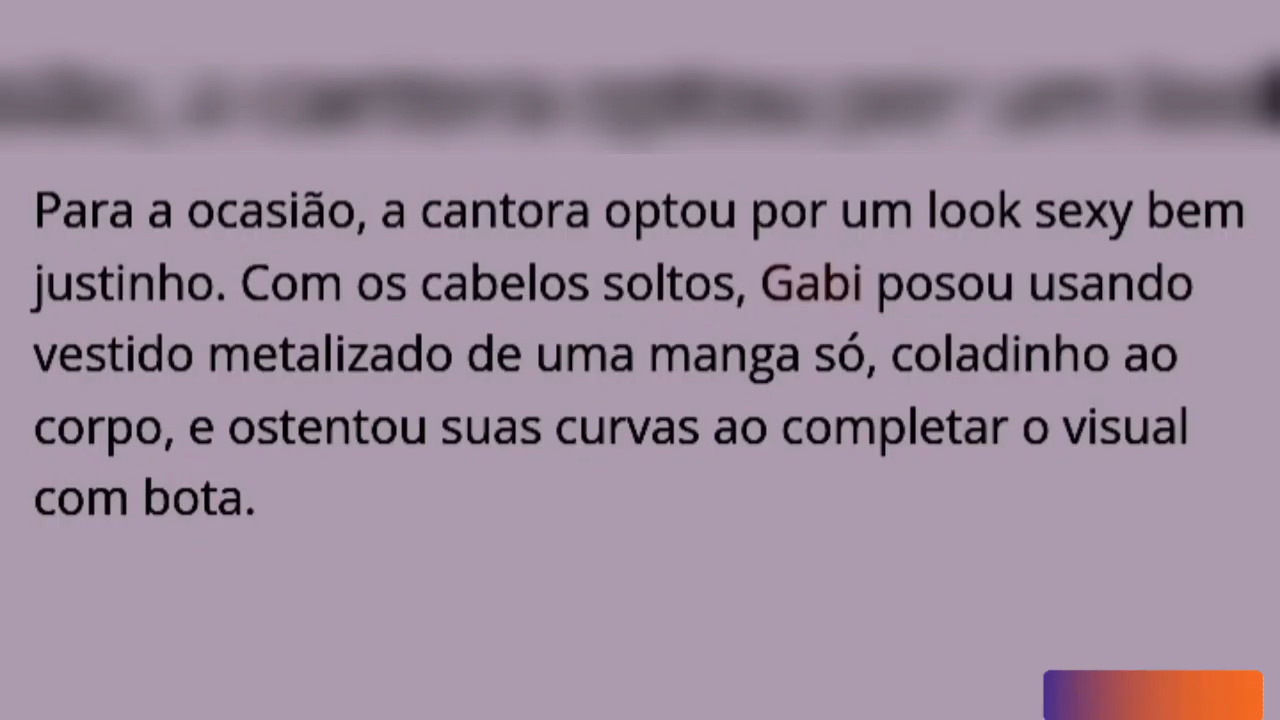 Para a ocasião, a cantora optou por um look sexy bem
justinho. Com os cabelos soltos, Gabi posou usando
vestido metalizado de uma manga só, coladinho ao
corpo, e ostentou suas curvas ao completar o visual
com bota.